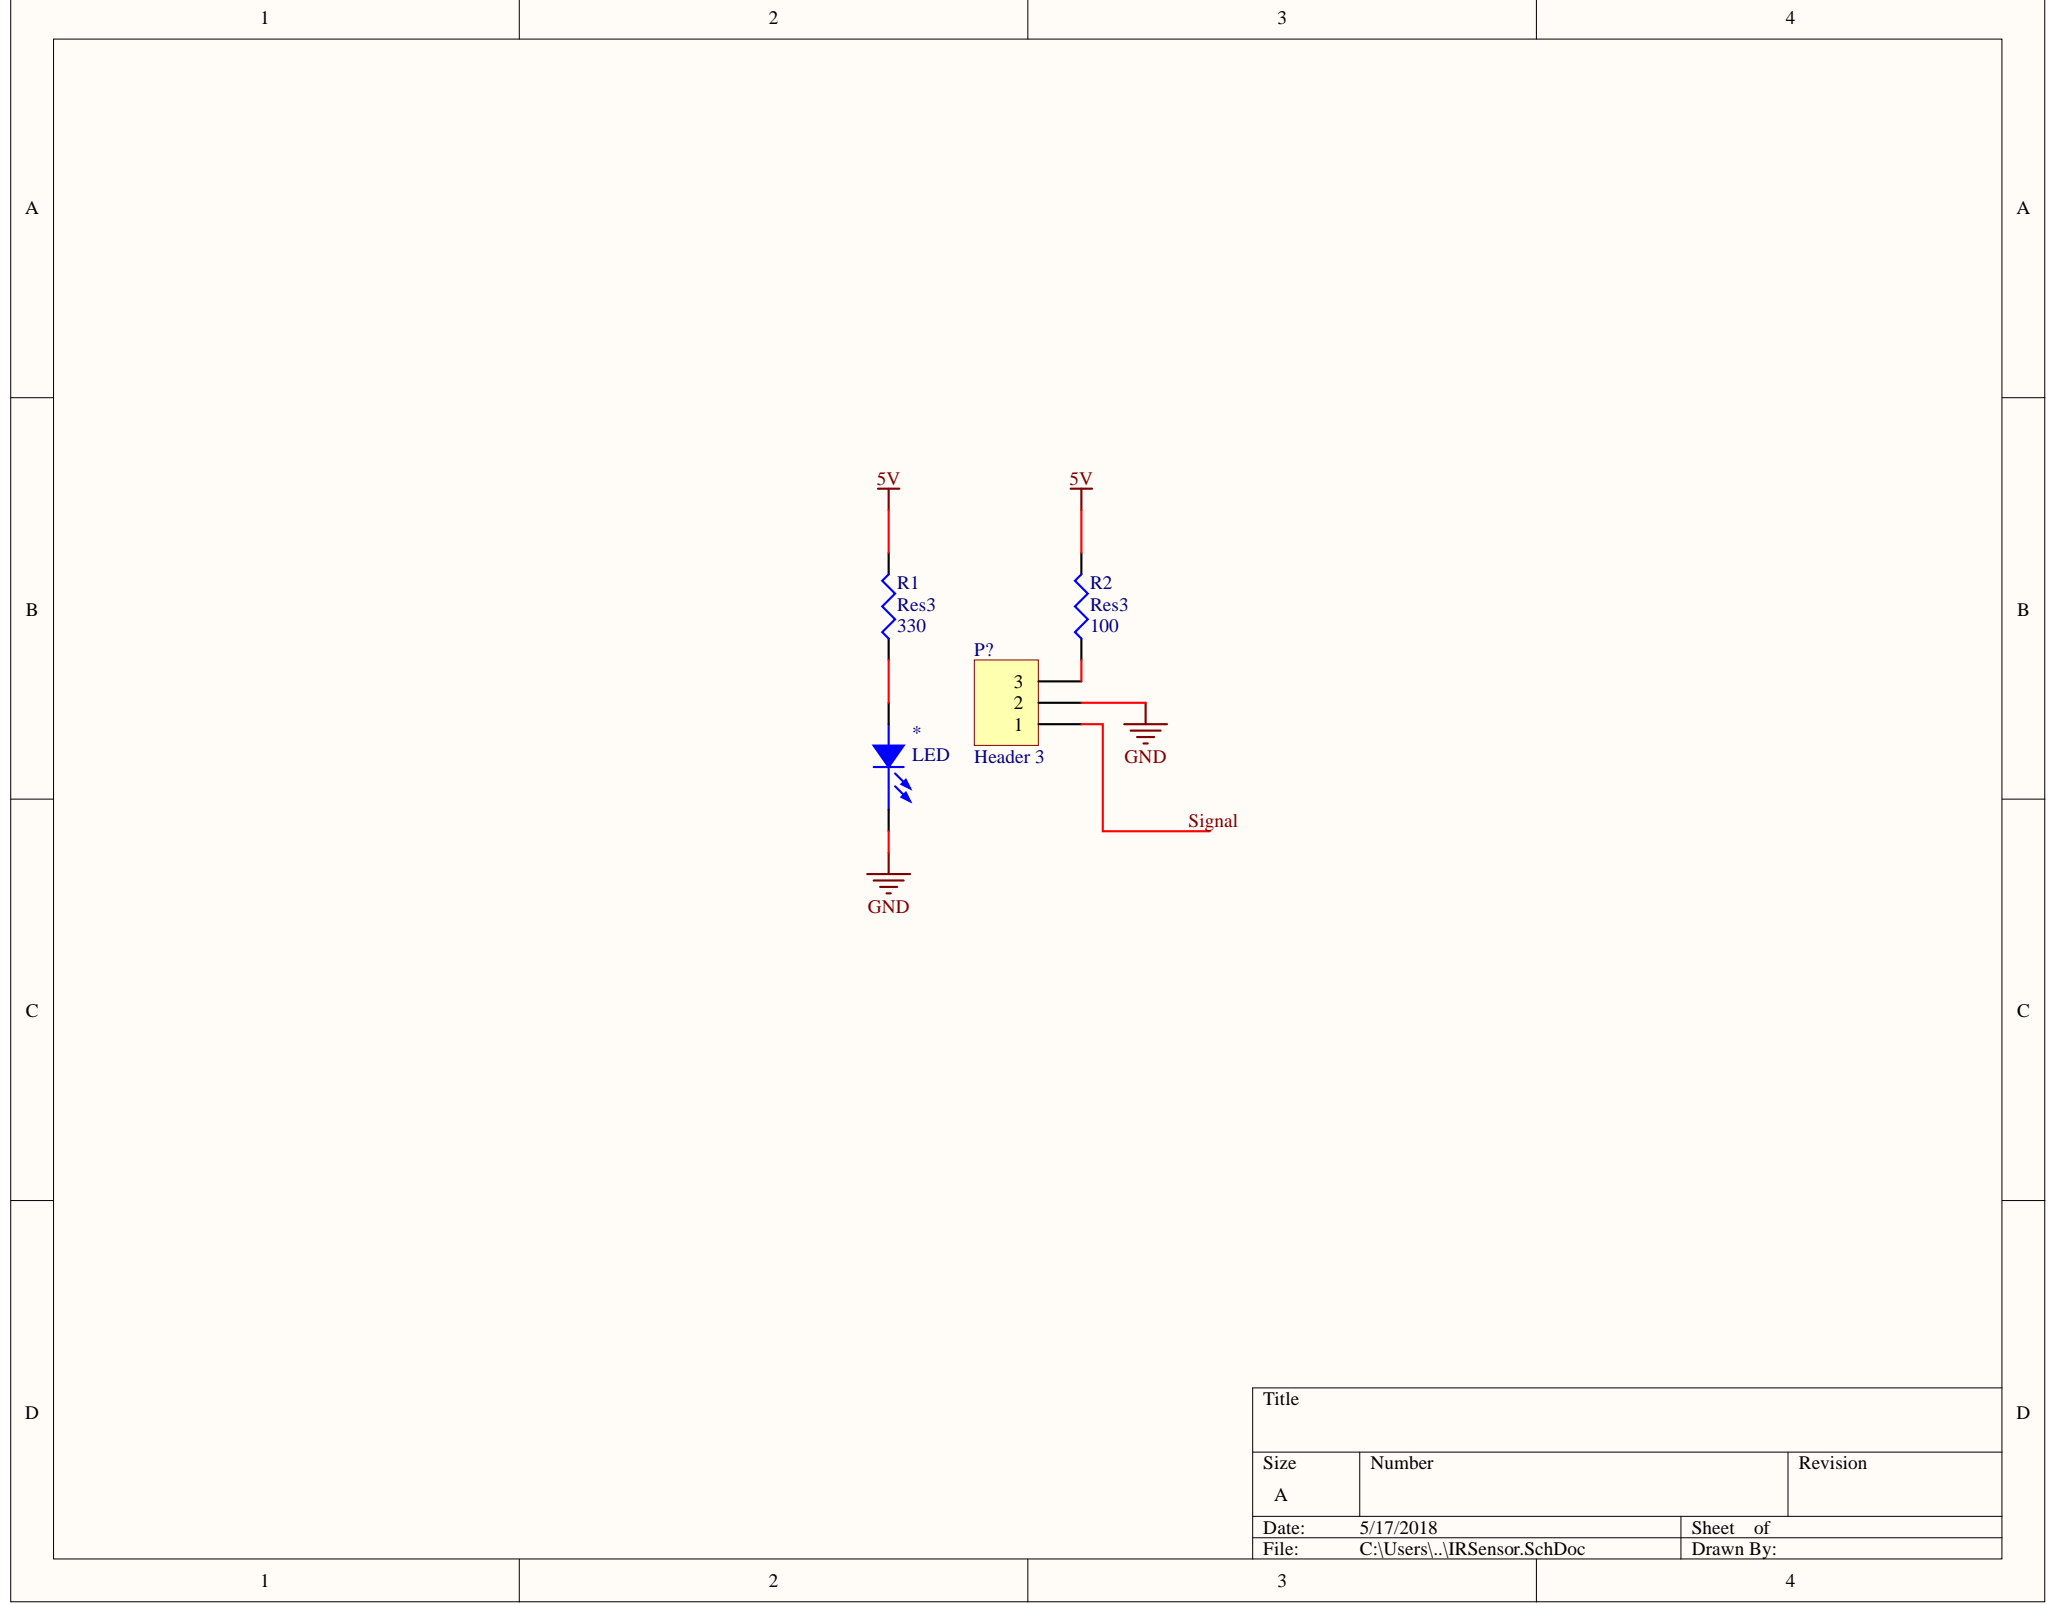 1 2 3 4
A A
5V 5V
R1
Res3
330
R2
Res3
100
B B
P?
3
2
1
Header 3
*
LED
GND
Signal
GND
C C
D D
Title
Size Number Revision
A
Date: 5/17/2018 Sheet of
File: C:\Users\..\IRSensor.SchDoc Drawn By:
1 2 3 4